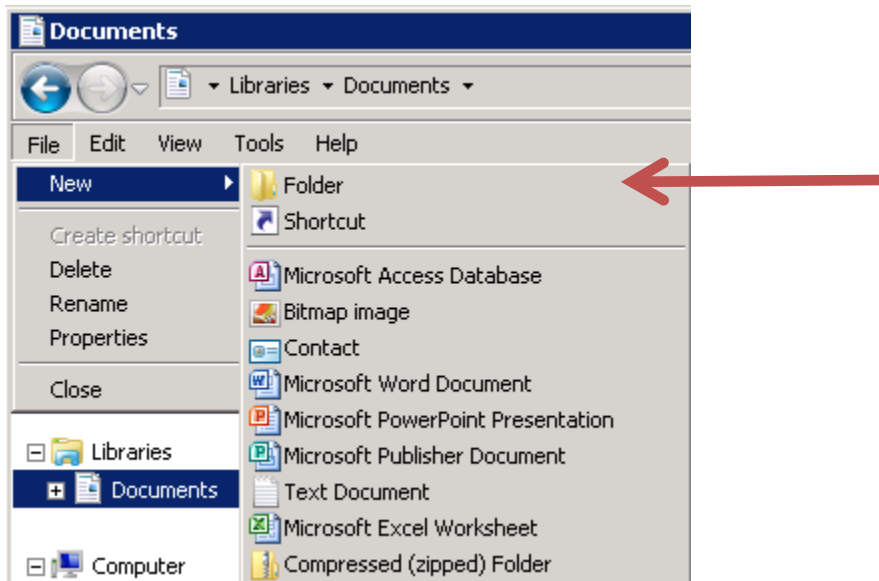 Documents
Libraries Documents
File Edit View Tools Help
New
Create shortcut
Delete
Rename
Properties
Close
Folder
Shortcut
Microsoft Access Database
Bitmap image
Contact
Microsoft Word Document
Microsoft PowerPoint Presentation
Microsoft Publisher Document
Text Document
Microsoft Excel Worksheet
Compressed (zipped) Folder
Libraries
Documents
Computer